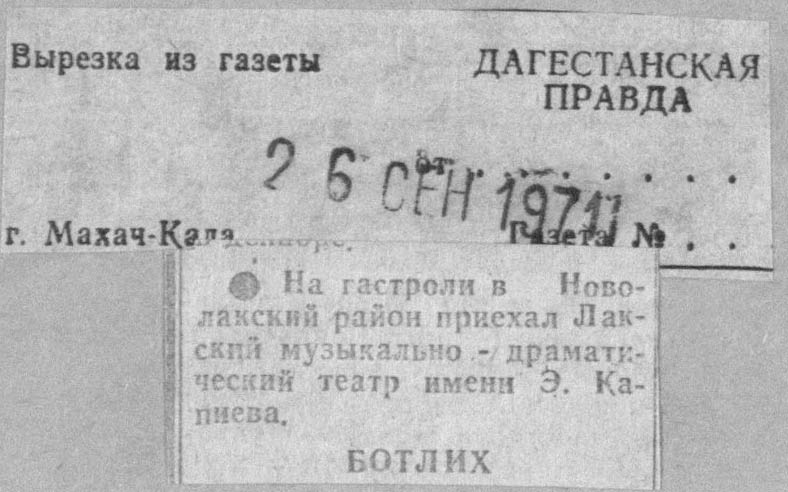 Вырезка из газеты
ДАГЕСТАНСКАЯ
ПРАВДА
26 СЕН 1971
от . . . . . . . . .
г. Махач-Кала
Газета № . .
На гастроли в Ново-
лакский район приехал Лак-
ский музыкально - драмати-
ческий театр имени Э. Ка-
пиева.
БОТЛИХ